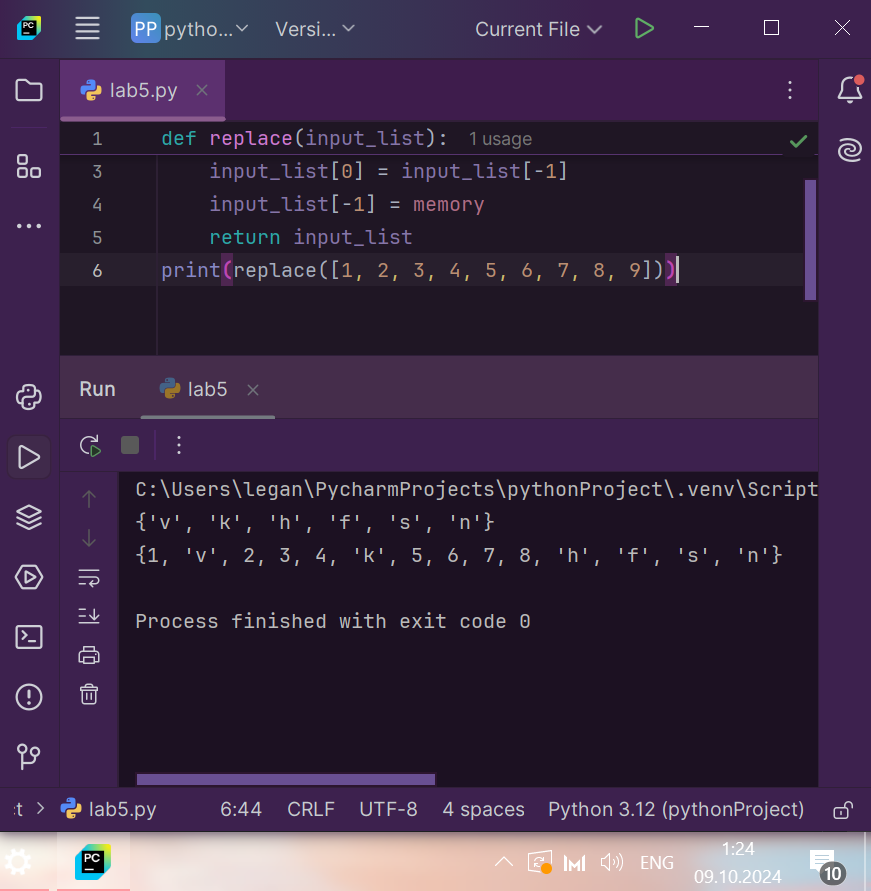 PC PP pytho... Versi... Current File
lab5.py
1 def replace(input_list): 1 usage
3 input_list[0] = input_list[-1]
4 input_list[-1] = memory
5 return input_list
6 print(replace([1, 2, 3, 4, 5, 6, 7, 8, 9]))
Run lab5
C:\Users\legan\PycharmProjects\pythonProject\.venv\Script
{'v', 'k', 'h', 'f', 's', 'n'}
{1, 'v', 2, 3, 4, 'k', 5, 6, 7, 8, 'h', 'f', 's', 'n'}
Process finished with exit code 0
:t > lab5.py 6:44 CRLF UTF-8 4 spaces Python 3.12 (pythonProject)
PC ENG 1:24
09.10.2024 10